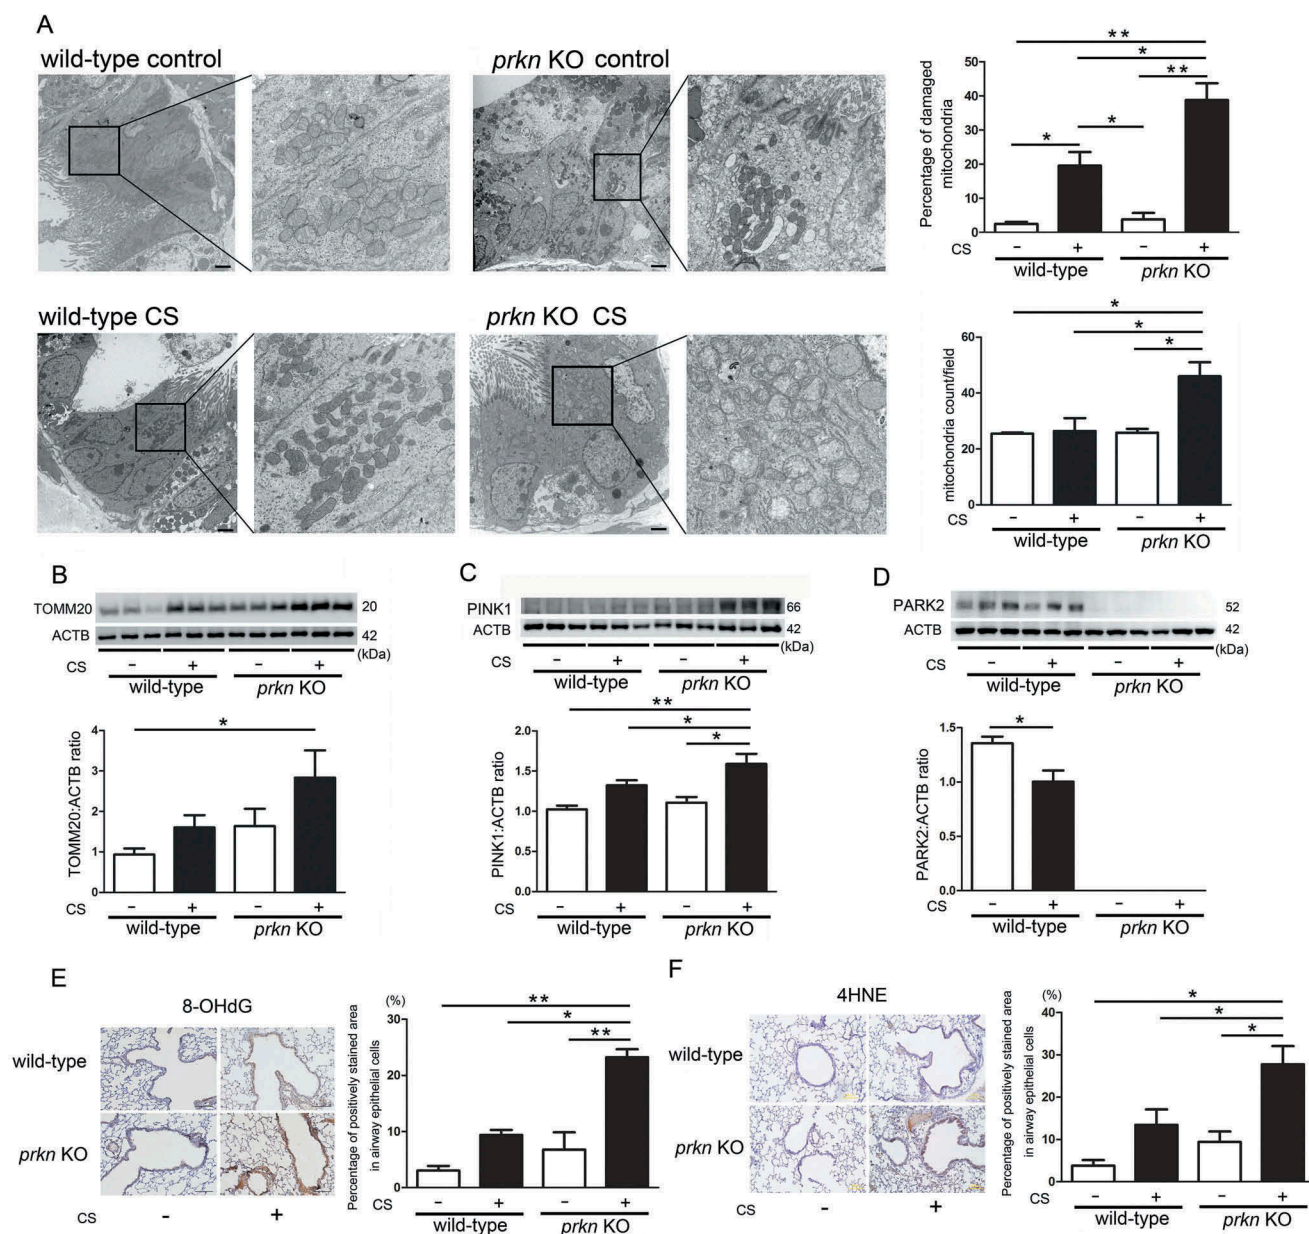 A
wild-type control
prkn KO control
wild-type CS
prkn KO CS
Percentage of damaged
mitochondria
50
40
30
20
10
0
**
*
**
*
*
CS − + − +
wild-type prkn KO
mitochondria count/field
60
40
20
0
*
*
*
CS − + − +
wild-type prkn KO
B
TOMM20 20
ACTB 42
(kDa)
CS − + − +
wild-type prkn KO
TOMM20:ACTB ratio
4
3
2
1
0
*
CS − + − +
wild-type prkn KO
C
PINK1 66
ACTB 42
(kDa)
CS − + − +
wild-type prkn KO
PINK1:ACTB ratio
2.0
1.5
1.0
0.5
0.0
**
*
*
CS − + − +
wild-type prkn KO
D
PARK2 52
ACTB 42
(kDa)
CS − + − +
wild-type prkn KO
PARK2:ACTB ratio
1.5
1.0
0.5
0.0
*
CS − + − +
wild-type prkn KO
E
8-OHdG
wild-type
prkn KO
CS − +
(%)
Percentage of positively stained area
in airway epithelial cells
30
20
10
0
**
*
**
CS − + − +
wild-type prkn KO
F
4HNE
wild-type
prkn KO
CS − +
(%)
Percentage of positively stained area
in airway epithelial cells
40
30
20
10
0
*
*
*
CS − + − +
wild-type prkn KO